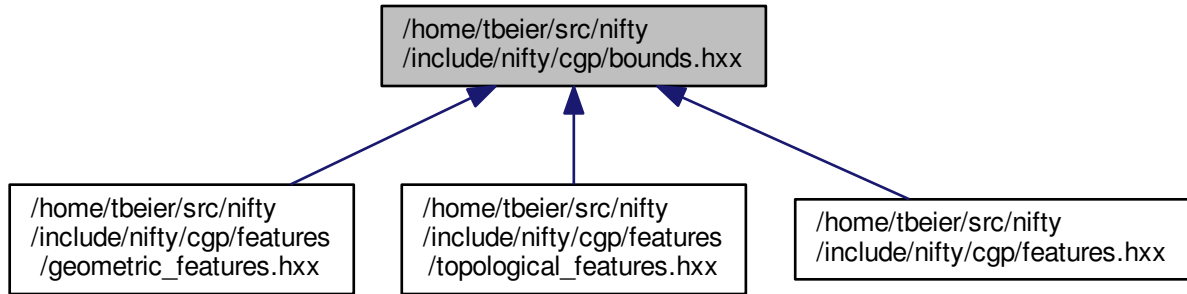 /home/tbeier/src/nifty
/include/nifty/cgp/bounds.hxx
/home/tbeier/src/nifty
/include/nifty/cgp/features
/geometric_features.hxx
/home/tbeier/src/nifty
/include/nifty/cgp/features
/topological_features.hxx
/home/tbeier/src/nifty
/include/nifty/cgp/features.hxx